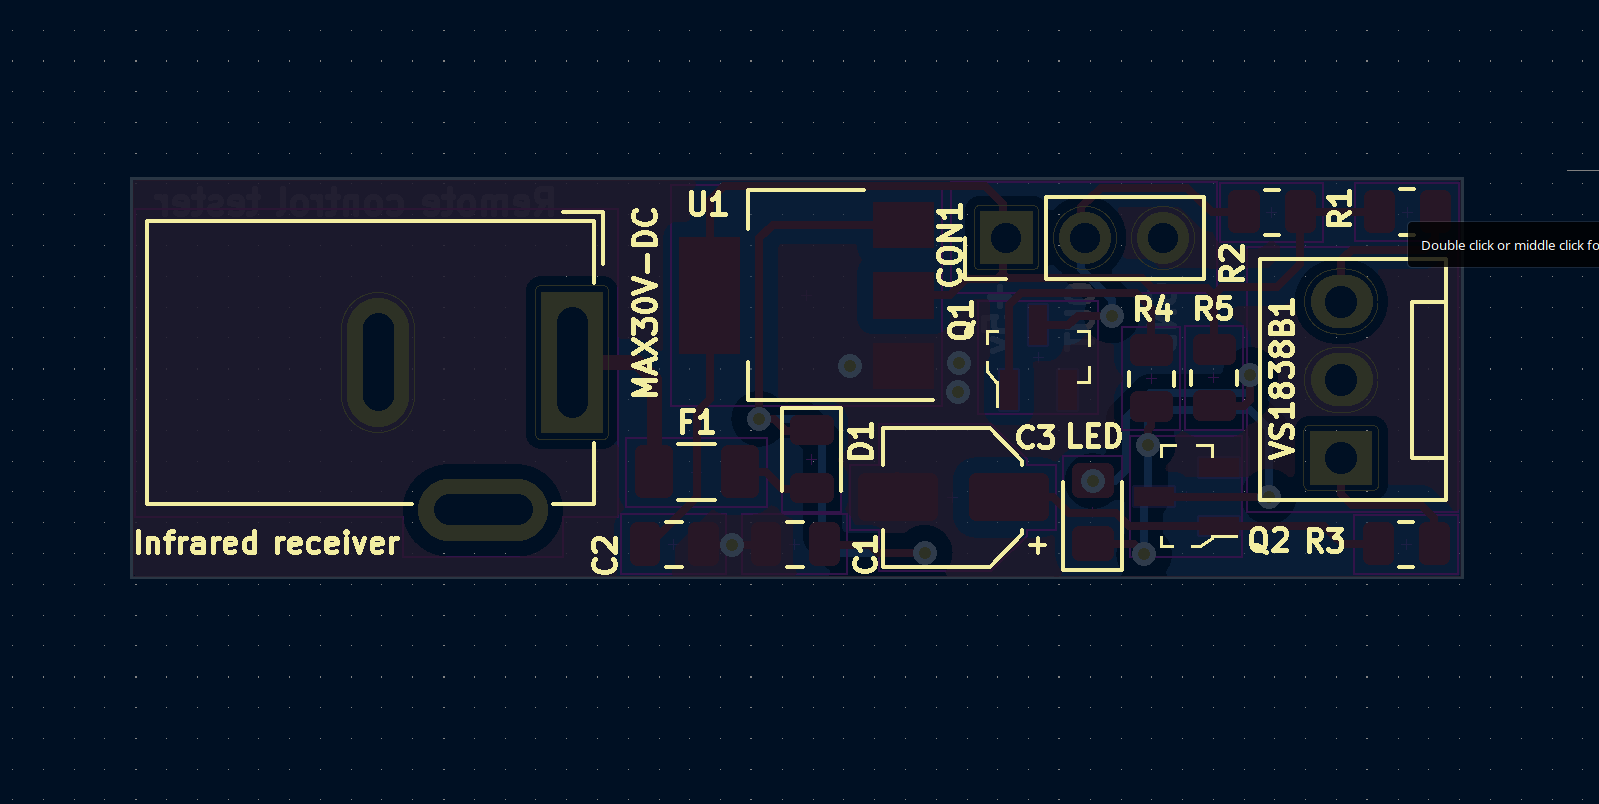 Remote control tester
U1
MAX30V-DC
CON1
R2
R1
Double click or middle click fo
Q1
R4
R5
VS1838B1
F1
D1
C3
LED
Infrared receiver
C2
C1
+
Q2
R3